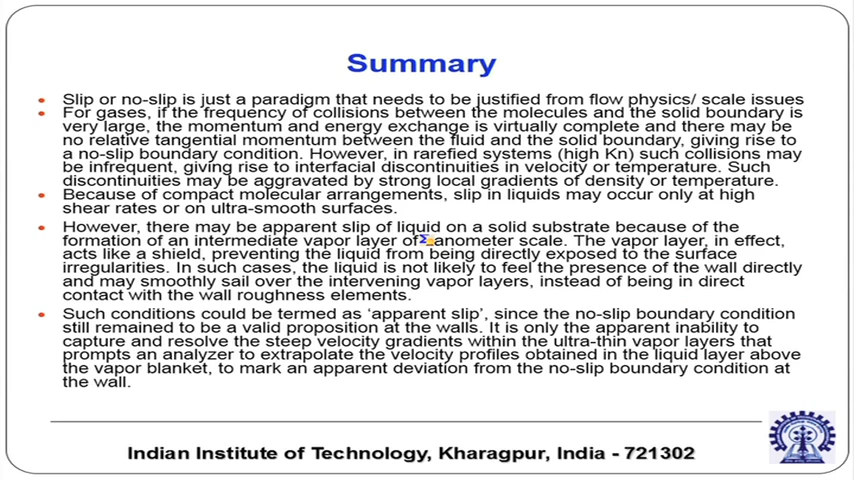 Summary
• Slip or no-slip is just a paradigm that needs to be justified from flow physics/ scale issues
• For gases, if the frequency of collisions between the molecules and the solid boundary is
very large, the momentum and energy exchange is virtually complete and there may be
no relative tangential momentum between the fluid and the solid boundary, giving rise to
a no-slip boundary condition. However, in rarefied systems (high Kn) such collisions may
be infrequent, giving rise to interfacial discontinuities in velocity or temperature. Such
discontinuities may be aggravated by strong local gradients of density or temperature.
• Because of compact molecular arrangements, slip in liquids may occur only at high
shear rates or on ultra-smooth surfaces.
• However, there may be apparent slip of liquid on a solid substrate because of the
formation of an intermediate vapor layer of nanometer scale. The vapor layer, in effect,
acts like a shield, preventing the liquid from being directly exposed to the surface
irregularities. In such cases, the liquid is not likely to feel the presence of the wall directly
and may smoothly sail over the intervening vapor layers, instead of being in direct
contact with the wall roughness elements.
• Such conditions could be termed as ‘apparent slip’, since the no-slip boundary condition
still remained to be a valid proposition at the walls. It is only the apparent inability to
capture and resolve the steep velocity gradients within the ultra-thin vapor layers that
prompts an analyzer to extrapolate the velocity profiles obtained in the liquid layer above
the vapor blanket, to mark an apparent deviation from the no-slip boundary condition at
the wall.
Indian Institute of Technology, Kharagpur, India - 721302